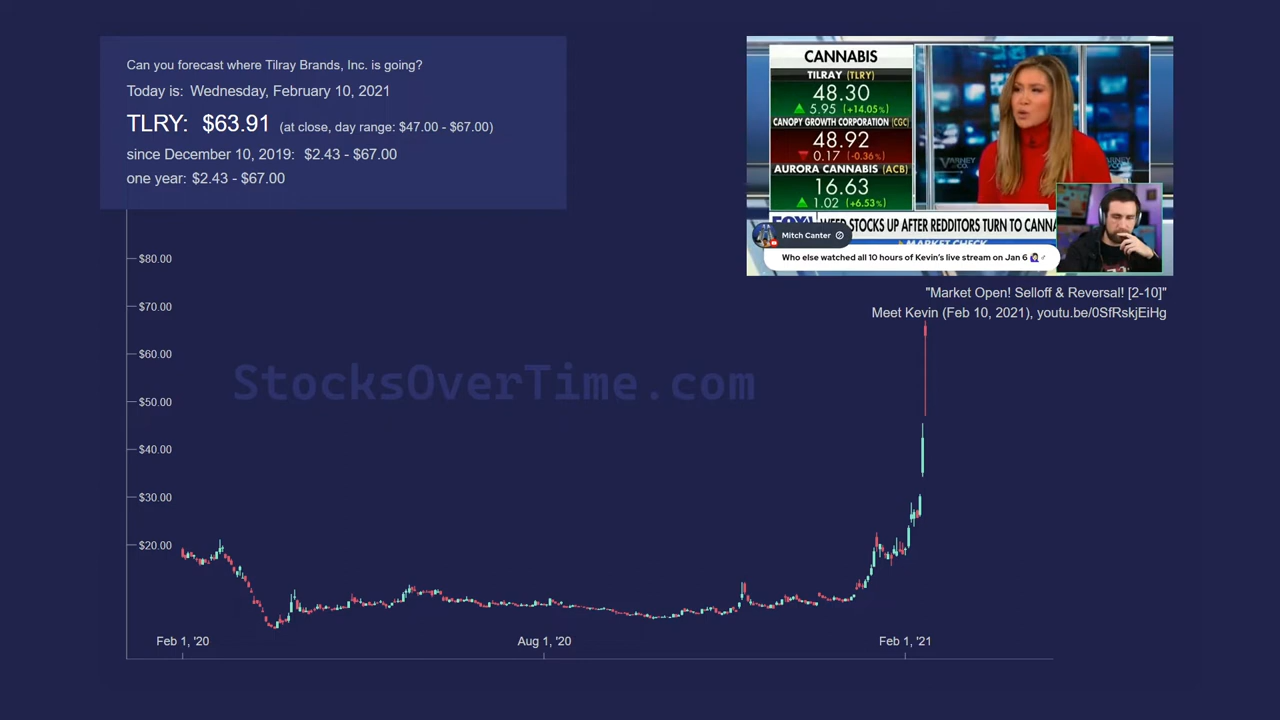 Can you forecast where Tilray Brands, Inc. is going?
Today is: Wednesday, February 10, 2021
TLRY: $63.91 (at close, day range: $47.00 - $67.00)
since December 10, 2019: $2.43 - $67.00
one year: $2.43 - $67.00
CANNABIS
TILRAY (TLRY)
48.30
▲ 5.95 (+14.05%)
CANOPY GROWTH CORPORATION (CGC)
48.92
▼ 0.17 (-0.36%)
AURORA CANNABIS (ACB)
16.63
▲ 1.02 (+6.53%)
VARNEY
VARNEY
WEED STOCKS UP AFTER REDDITORS TURN TO CANNA
MARKET CHECK
Mitch Canter
Who else watched all 10 hours of Kevin's live stream on Jan 6
"Market Open! Selloff & Reversal! [2-10]"
Meet Kevin (Feb 10, 2021), youtu.be/0SfRskjEiHg
StocksOverTime.com
$80.00
$70.00
$60.00
$50.00
$40.00
$30.00
$20.00
Feb 1, '20
Aug 1, '20
Feb 1, '21